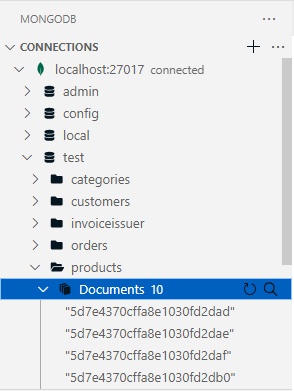 MONGODB
CONNECTIONS
localhost:27017 connected
admin
config
local
test
categories
customers
invoiceissuer
orders
products
Documents 10
"5d7e4370cffa8e1030fd2dad"
"5d7e4370cffa8e1030fd2dae"
"5d7e4370cffa8e1030fd2daf"
"5d7e4370cffa8e1030fd2db0"